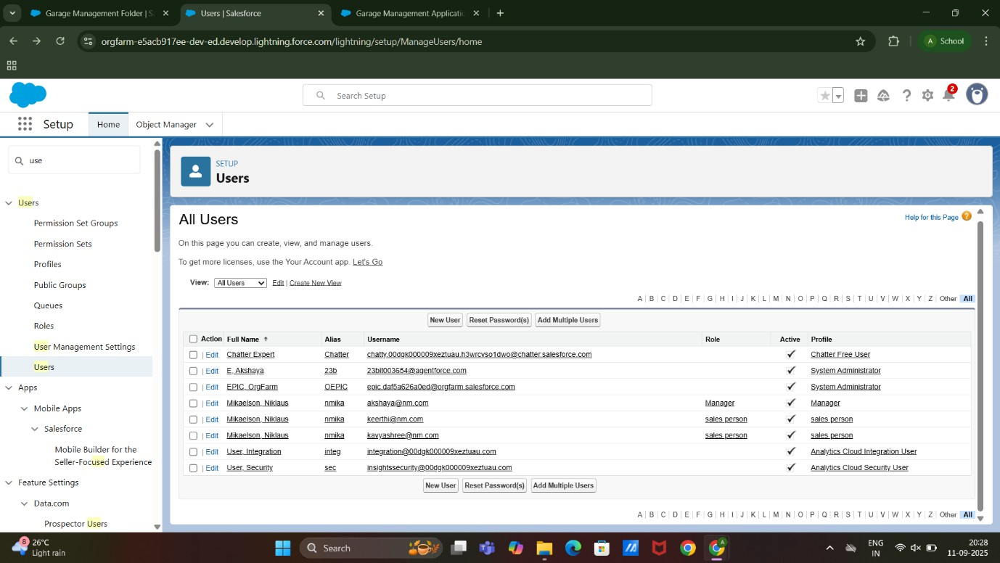 Garage Management Folder | S
Users | Salesforce
Garage Management Applicatio
orgfarm-e5acb917ee-dev-ed.develop.lightning.force.com/lightning/setup/ManageUsers/home
A School
Search Setup
2
Setup Home Object Manager
use
Users
Permission Set Groups
Permission Sets
Profiles
Public Groups
Queues
Roles
User Management Settings
Users
Apps
Mobile Apps
Salesforce
Mobile Builder for the
Seller-Focused Experience
Feature Settings
Data.com
Prospector Users
SETUP
Users
All Users
Help for this Page ?
On this page you can create, view, and manage users.
To get more licenses, use the Your Account app. Let's Go
View: All Users Edit | Create New View
A | B | C | D | E | F | G | H | I | J | K | L | M | N | O | P | Q | R | S | T | U | V | W | X | Y | Z | Other All
New User Reset Password(s) Add Multiple Users
Action Full Name ↑ Alias Username Role Active Profile
| Edit Chatter Expert Chatter chatty.00dgk000009xeztuau.h3wrcvso1dwo@chatter.salesforce.com ✓ Chatter Free User
| Edit E, Akshaya 23b 23bit003654@agentforce.com ✓ System Administrator
| Edit EPIC, OrgFarm OEPIC epic.daf5a626a0ed@orgfarm.salesforce.com ✓ System Administrator
| Edit Mikaelson, Niklaus nmika akshaya@nm.com Manager ✓ Manager
| Edit Mikaelson, Niklaus nmika keerthi@nm.com sales person ✓ sales person
| Edit Mikaelson, Niklaus nmika kavyashree@nm.com sales person ✓ sales person
| Edit User, Integration integ integration@00dgk000009xeztuau.com ✓ Analytics Cloud Integration User
| Edit User, Security sec insightssecurity@00dgk000009xeztuau.com ✓ Analytics Cloud Security User
New User Reset Password(s) Add Multiple Users
A | B | C | D | E | F | G | H | I | J | K | L | M | N | O | P | Q | R | S | T | U | V | W | X | Y | Z | Other All
8
26°C
Light rain
Search
A
ENG
IN
20:28
11-09-2025